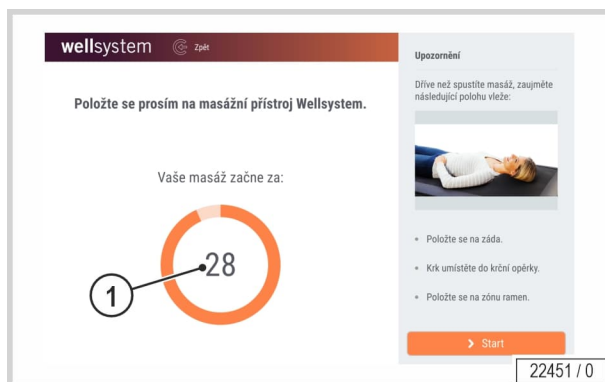 wellsystem Zpět
Položte se prosím na masážní přístroj Wellsystem.
Vaše masáž začne za:
28
1
Upozornění
Dříve než spustíte masáž, zaujměte
následující polohu vleže:
Položte se na záda.
Krk umístěte do krční opěrky.
Položte se na zónu ramen.
Start
22451 / 0